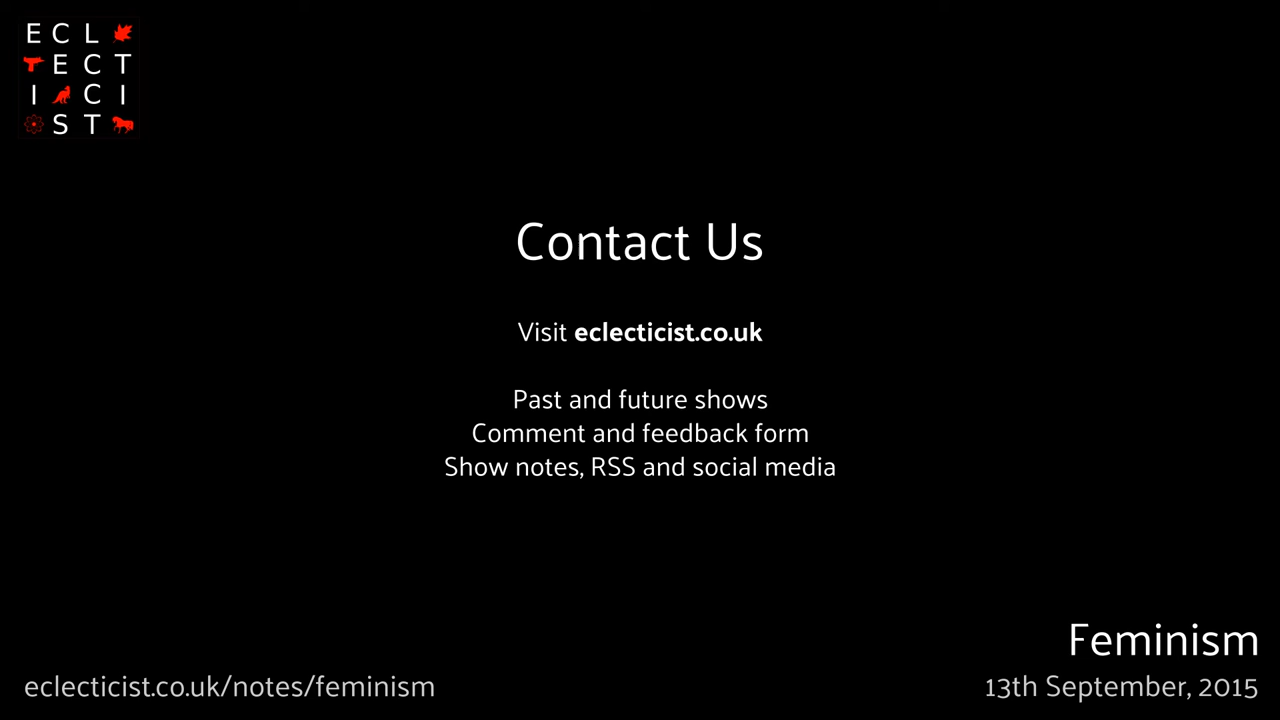 E C L
E C T
I C I
S T
Contact Us
Visit eclecticist.co.uk
Past and future shows
Comment and feedback form
Show notes, RSS and social media
Feminism
eclecticist.co.uk/notes/feminism
13th September, 2015